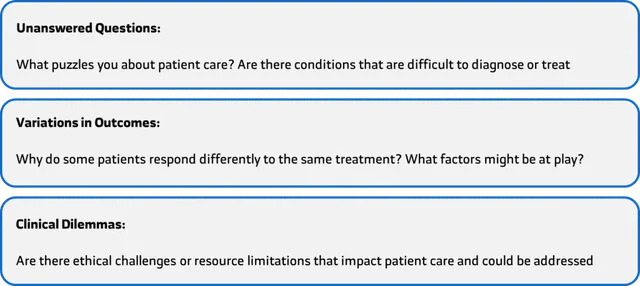 Unanswered Questions:
What puzzles you about patient care? Are there conditions that are difficult to diagnose or treat
Variations in Outcomes:
Why do some patients respond differently to the same treatment? What factors might be at play?
Clinical Dilemmas:
Are there ethical challenges or resource limitations that impact patient care and could be addressed